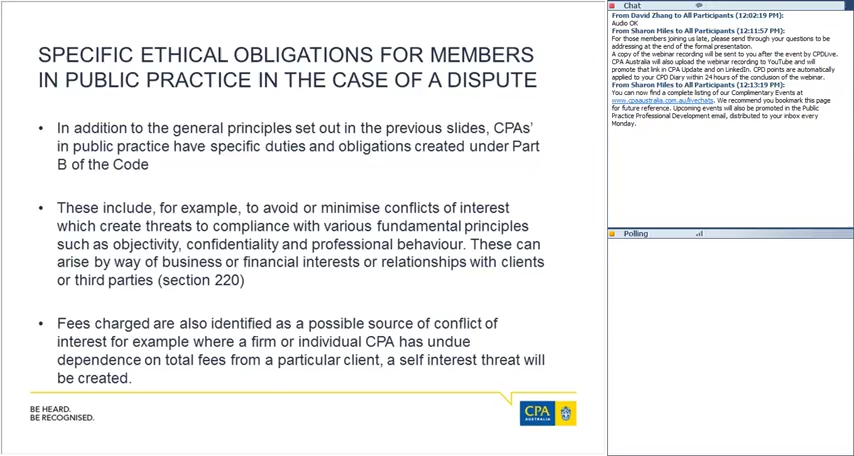 SPECIFIC ETHICAL OBLIGATIONS FOR MEMBERS
IN PUBLIC PRACTICE IN THE CASE OF A DISPUTE
• In addition to the general principles set out in the previous slides, CPAs'
in public practice have specific duties and obligations created under Part
B of the Code
• These include, for example, to avoid or minimise conflicts of interest
which create threats to compliance with various fundamental principles
such as objectivity, confidentiality and professional behaviour. These can
arise by way of business or financial interests or relationships with clients
or third parties (section 220)
• Fees charged are also identified as a possible source of conflict of
interest for example where a firm or individual CPA has undue
dependence on total fees from a particular client, a self interest threat will
be created.
BE HEARD.
BE RECOGNISED.
CPA
AUSTRALIA
Chat
From David Zhang to All Participants (12:02:19 PM):
Audio OK
From Sharon Miles to All Participants (12:11:57 PM):
For those members joining us late, please send through your questions to be
addressing at the end of the formal presentation.
A copy of the webinar recording will be sent to you after the event by CPDLive.
CPA Australia will also upload the webinar recording to YouTube and will
promote that link in CPA Update and on LinkedIn. CPD points are automatically
applied to your CPD Diary within 24 hours of the conclusion of the webinar.
From Sharon Miles to All Participants (12:13:19 PM):
You can now find a complete listing of our Complimentary Events at
www.cpaaustralia.com.au/livechats. We recommend you bookmark this page
for future reference. Upcoming events will also be promoted in the Public
Practice Professional Development email, distributed to your inbox every
Monday.
Polling